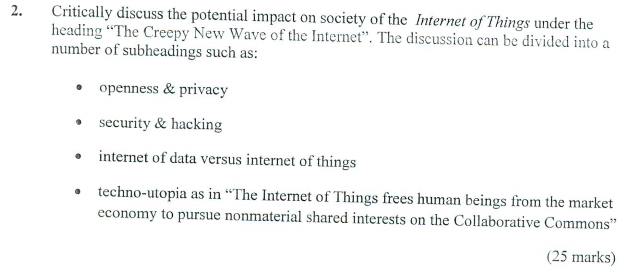 2. Critically discuss the potential impact on society of the Internet of Things under the
heading "The Creepy New Wave of the Internet". The discussion can be divided into a
number of subheadings such as:
• openness & privacy
• security & hacking
• internet of data versus internet of things
• techno-utopia as in "The Internet of Things frees human beings from the market
economy to pursue nonmaterial shared interests on the Collaborative Commons"
(25 marks)